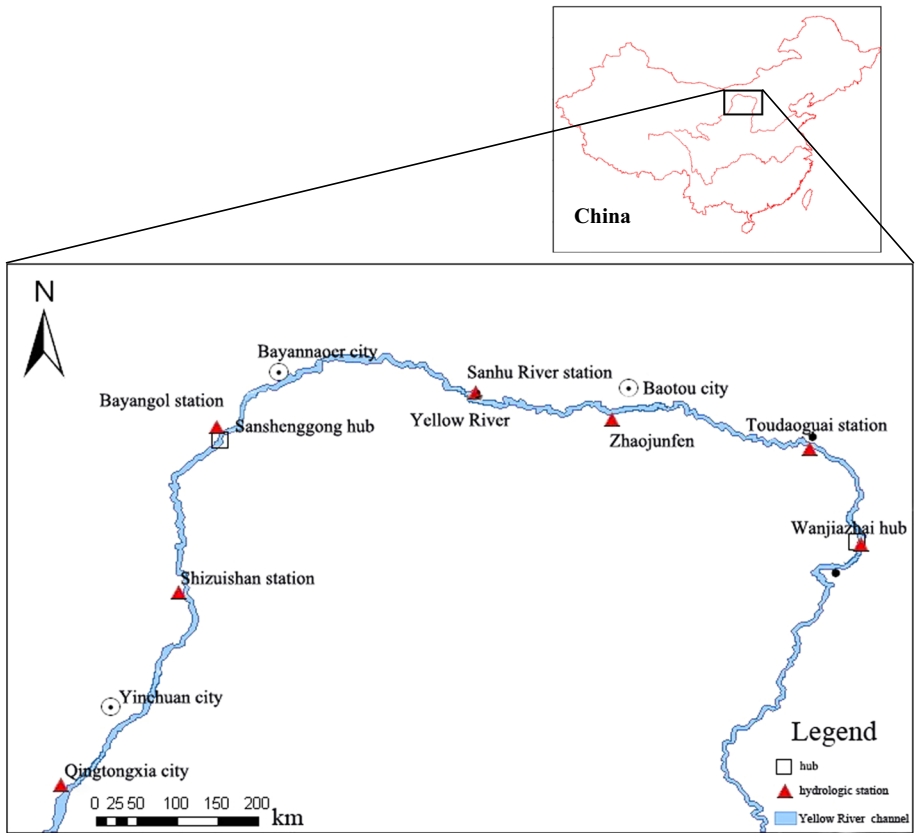 China
N
Bayannaoer city
Sanhu River station
Baotou city
Bayangol station
Sanshenggong hub
Yellow River
Zhaojunfen
Toudaoguai station
Wanjiazhai hub
Shizuishan station
Yinchuan city
Qingtongxia city
0 25 50 100 150 200
km
Legend
hub
hydrologic station
Yellow River channel